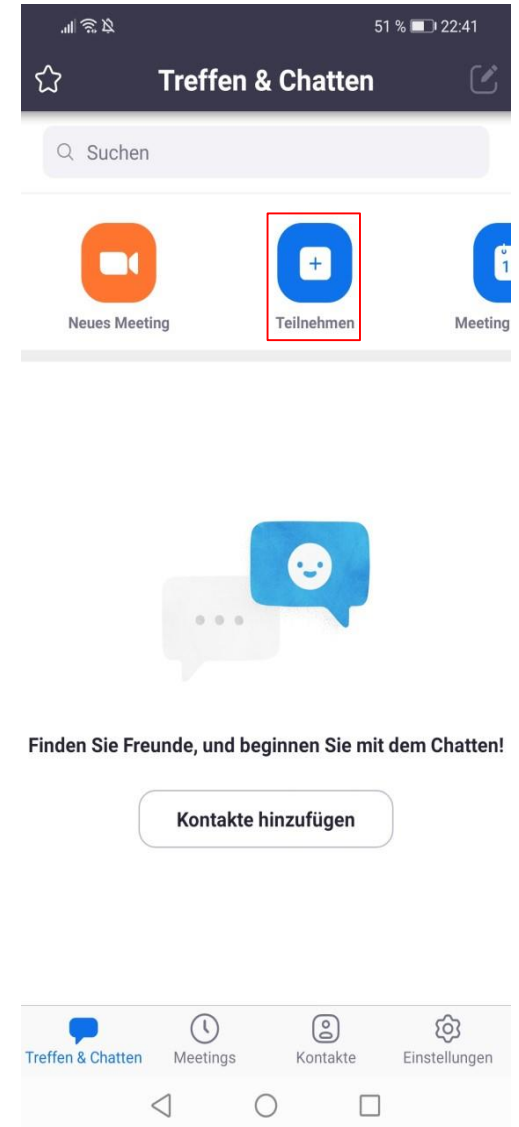 51 % 22:41
Treffen & Chatten
Suchen
1
Neues Meeting Teilnehmen Meeting
Finden Sie Freunde, und beginnen Sie mit dem Chatten!
Kontakte hinzufügen
Treffen & Chatten Meetings Kontakte Einstellungen